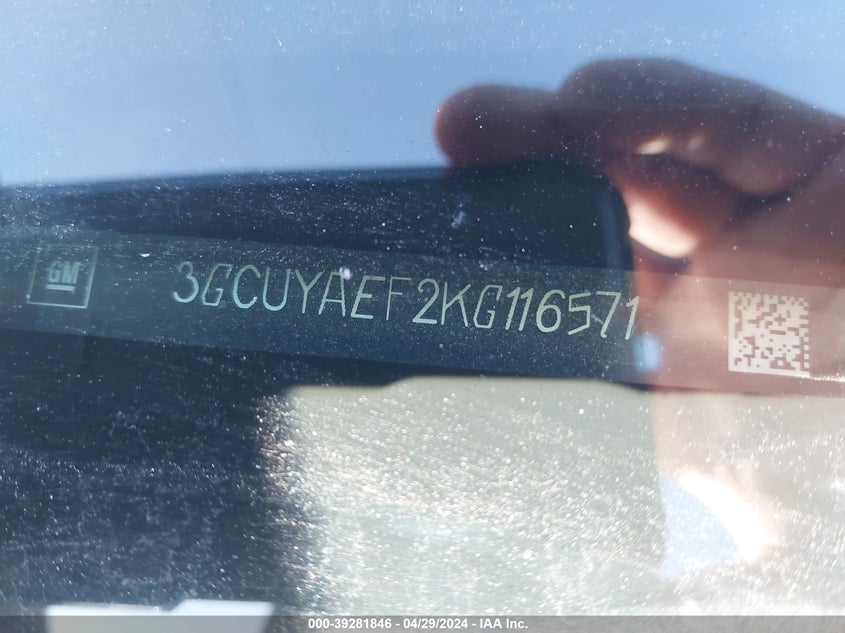 GM 3GCUYAEF2KG116571
000-39281846 - 04/29/2024 - IAA Inc.